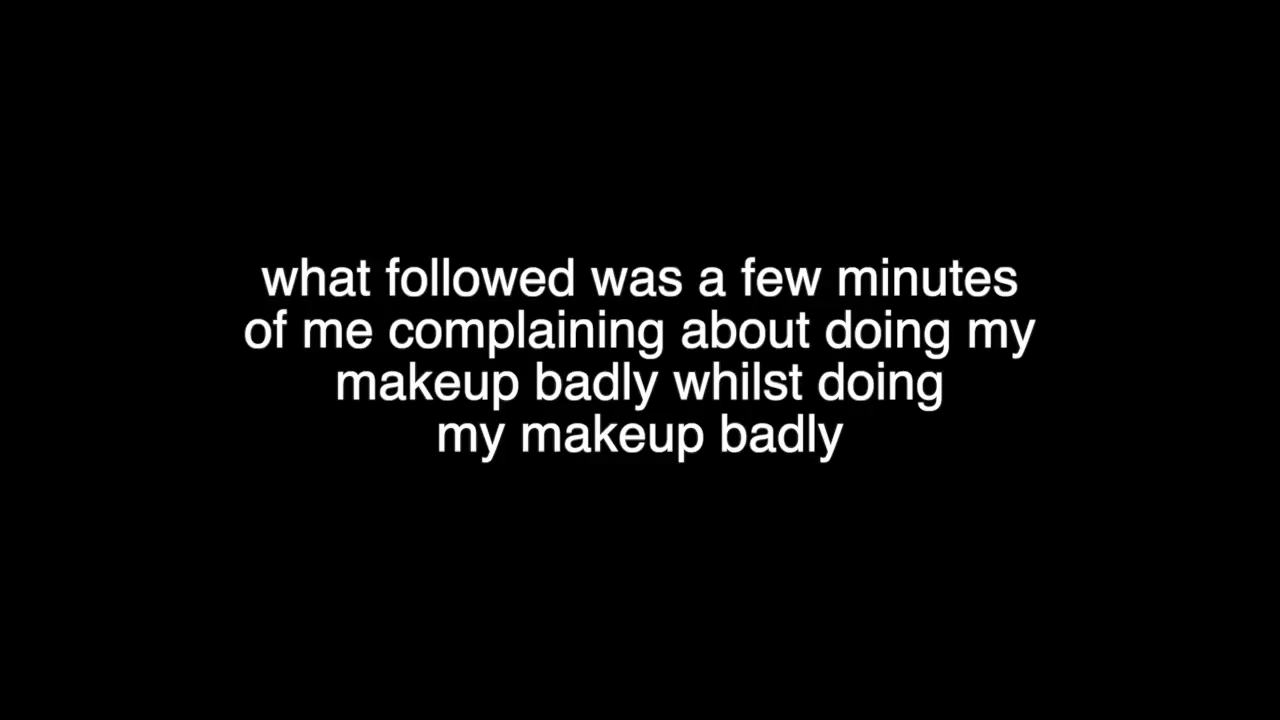 what followed was a few minutes
of me complaining about doing my
makeup badly whilst doing
my makeup badly